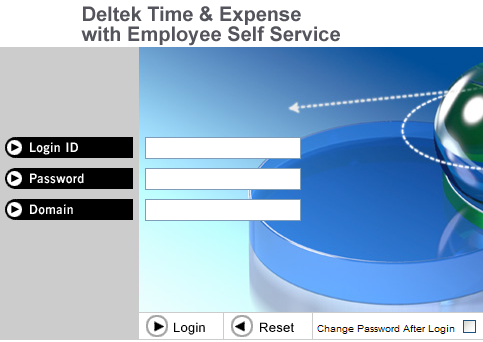 Deltek Time & Expense
with Employee Self Service
Login ID
Password
Domain
Login
Reset
Change Password After Login